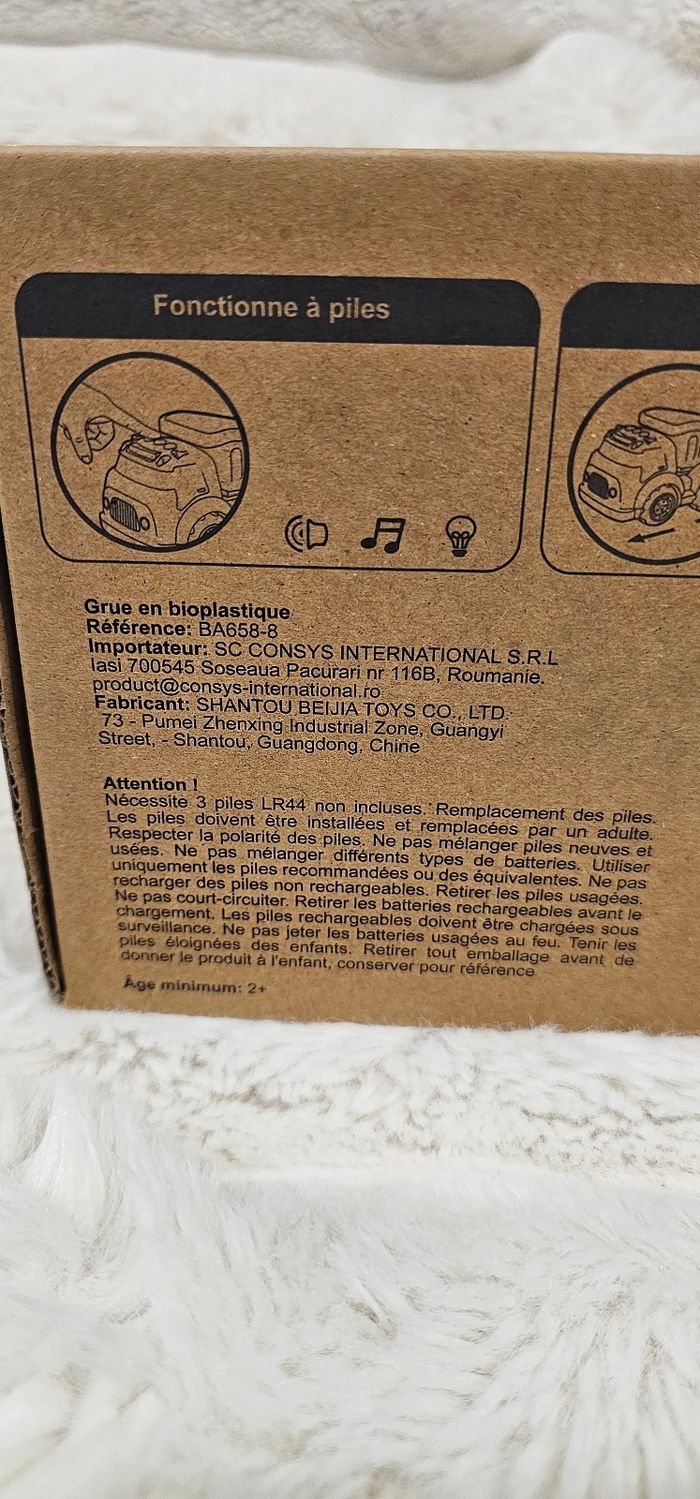 Fonctionne à piles
Grue en bioplastique
Référence: BA658-8
Importateur: SC CONSYS INTERNATIONAL S.R.L
Iasi 700545 Soseaua Pacurari nr 116B, Roumanie.
product@consys-international.ro
Fabricant: SHANTOU BEIJIA TOYS CO., LTD.
73 - Pumei Zhenxing Industrial Zone, Guangyi
Street, - Shantou, Guangdong, Chine
Attention !
Nécessite 3 piles LR44 non incluses. Remplacement des piles.
Les piles doivent être installées et remplacées par un adulte.
Respecter la polarité des piles. Ne pas mélanger piles neuves et
usées. Ne pas mélanger différents types de batteries. Utiliser
uniquement les piles recommandées ou des équivalentes. Ne pas
recharger des piles non rechargeables. Retirer les piles usagées.
Ne pas court-circuiter. Retirer les batteries rechargeables avant le
chargement. Les piles rechargeables doivent être chargées sous
surveillance. Ne pas jeter les batteries usagées au feu. Tenir les
piles éloignées des enfants. Retirer tout emballage avant de
donner le produit à l'enfant, conserver pour référence
Âge minimum: 2+